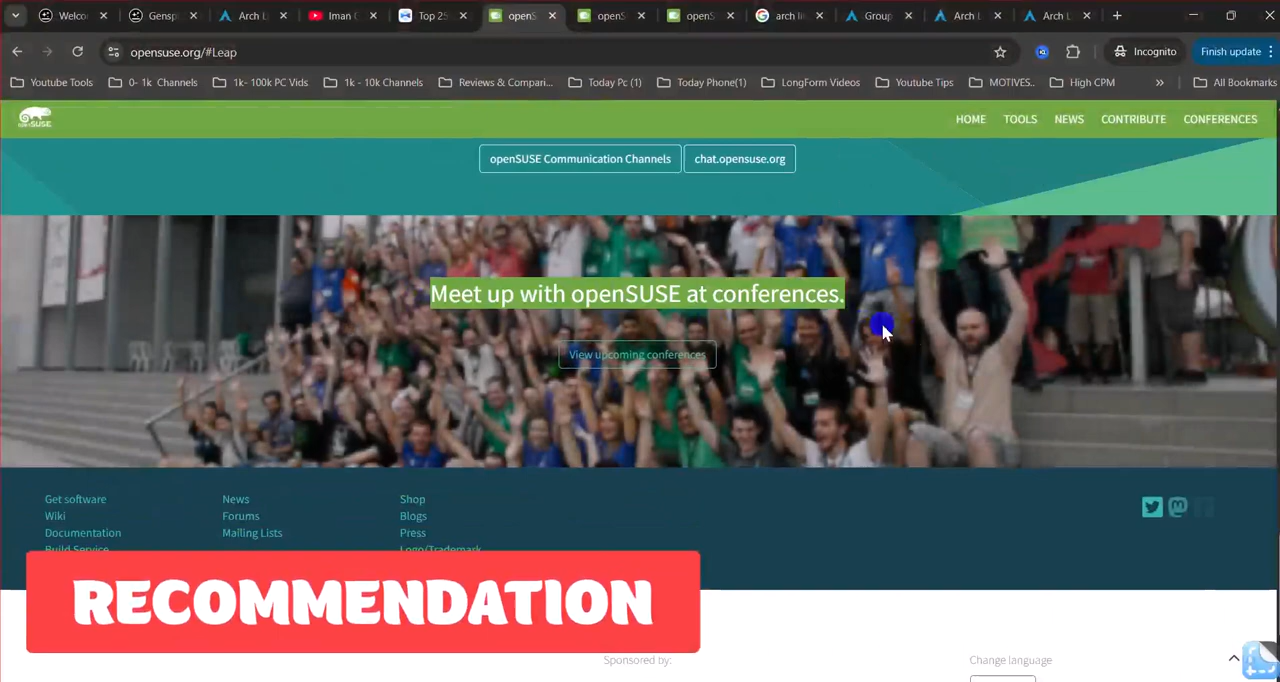 Welco
Gensp
Arch L
Iman G
Top 25
openS
openS
openS
arch li
Group
Arch L
Arch L
opensuse.org/#Leap
Incognito
Finish update
Youtube Tools
0- 1k Channels
1k- 100k PC Vids
1k - 10k Channels
Reviews & Compari...
Today Pc (1)
Today Phone(1)
LongForm Videos
Youtube Tips
MOTIVES..
High CPM
»
All Bookmarks
openSUSE
HOME
TOOLS
NEWS
CONTRIBUTE
CONFERENCES
openSUSE Communication Channels
chat.opensuse.org
Meet up with openSUSE at conferences.
View upcoming conferences
Get software
News
Shop
Wiki
Forums
Blogs
Documentation
Mailing Lists
Press
Build Service
Logo/Trademark
RECOMMENDATION
Sponsored by:
Change language